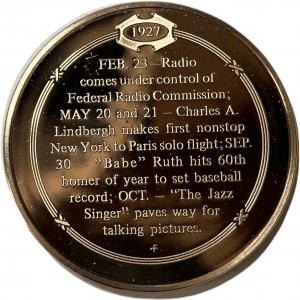 1927
FEB. 23—Radio
comes under control of
Federal Radio Commission;
MAY 20 and 21 — Charles A.
Lindbergh makes first nonstop
New York to Paris solo flight; SEP.
30 — "Babe" Ruth hits 60th
homer of year to set baseball
record; OCT. — "The Jazz
Singer" paves way for
talking pictures.